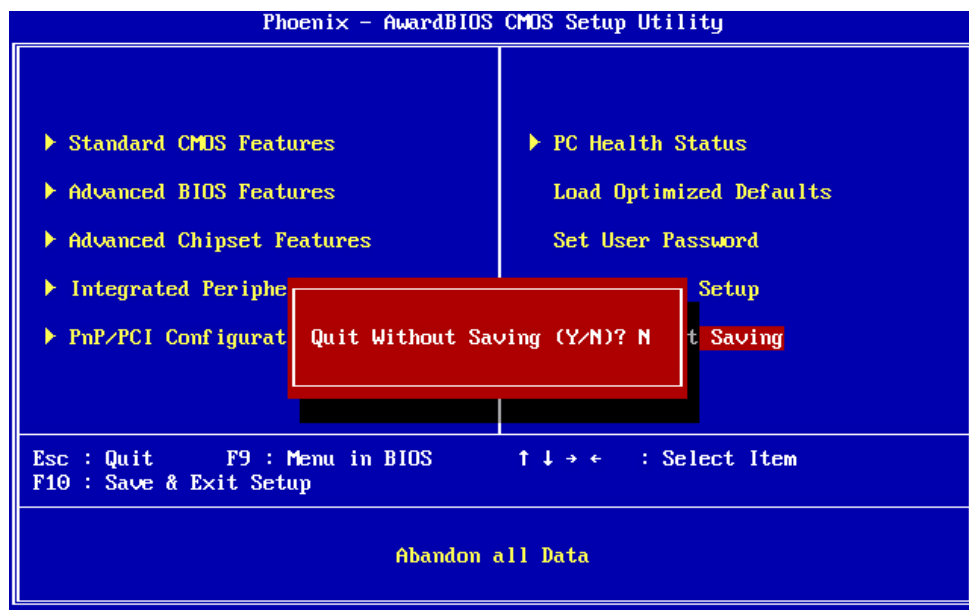 Phoenix - AwardBIOS CMOS Setup Utility
Standard CMOS Features
Advanced BIOS Features
Advanced Chipset Features
Integrated Periphe
PnP/PCI Configurat
PC Health Status
Load Optimized Defaults
Set User Password
Setup
t Saving
Quit Without Saving (Y/N)? N
Esc : Quit F9 : Menu in BIOS ↑ ↓ → ← : Select Item
F10 : Save & Exit Setup
Abandon all Data